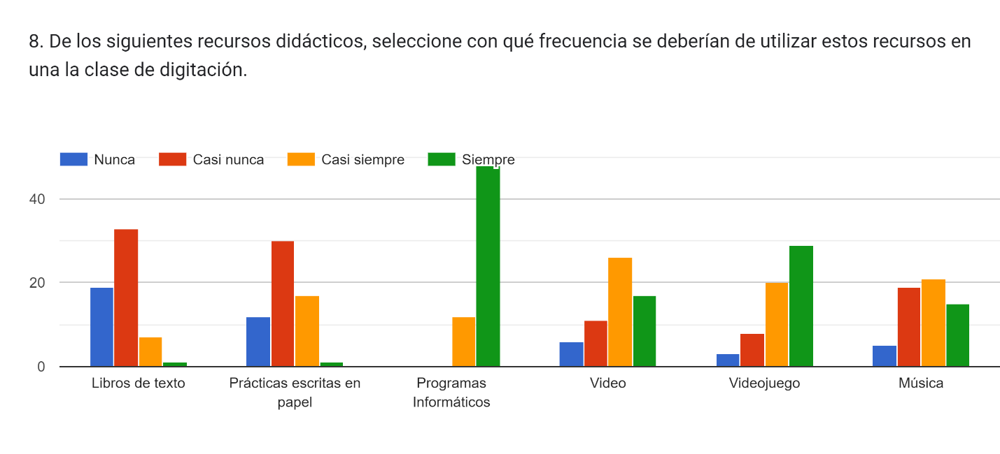 8. De los siguientes recursos didácticos, seleccione con qué frecuencia se deberían de utilizar estos recursos en
una la clase de digitación.
Nunca Casi nunca Casi siempre Siempre
40
20
0
Libros de texto Prácticas escritas en Programas Video Videojuego Música
papel Informáticos